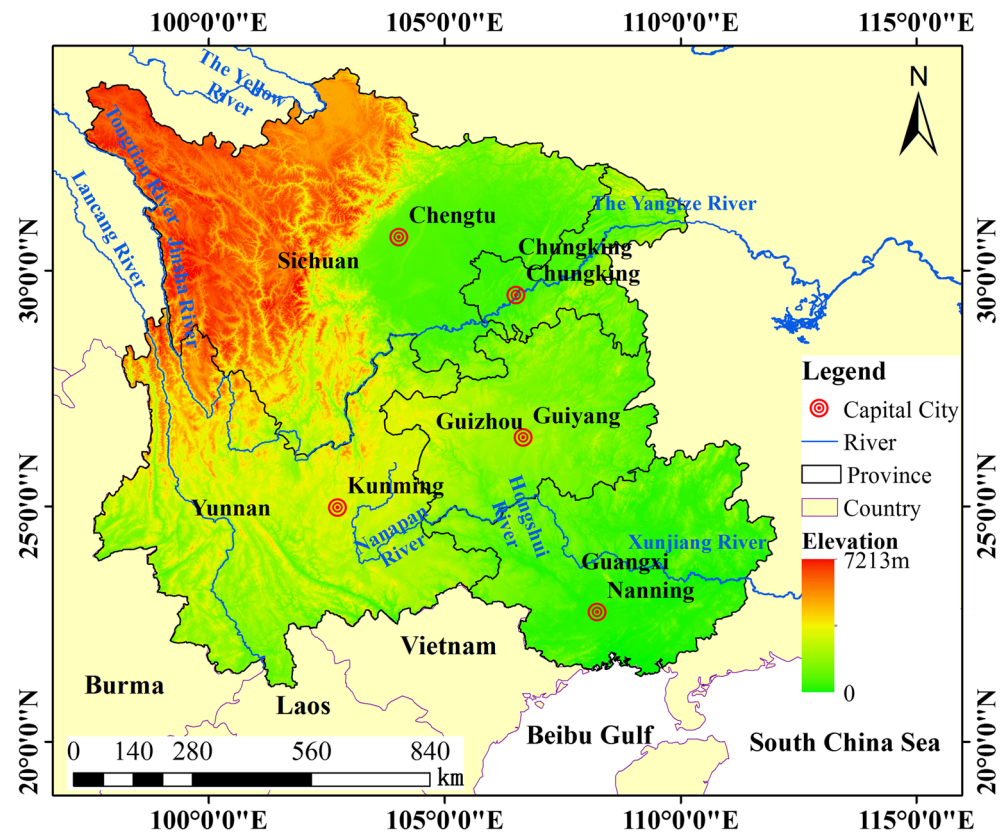 100°0'0"E 105°0'0"E 110°0'0"E 115°0'0"E
The Yellow
River
N
Tongtian River
Lancang River
Jinsha River
Chengtu
The Yangtze River
Sichuan
Chungking
Chungking
30°0'0"N
30°0'0"N
Legend
Capital City
River
Province
Country
Elevation
7213m
0
Guizhou
Guiyang
Kunming
Yunnan
25°0'0"N
25°0'0"N
Nanapan
River
Hongshui
River
Xunjiang River
Guangxi
Nanning
Vietnam
Burma
Laos
Beibu Gulf
South China Sea
20°0'0"N
20°0'0"N
0 140 280 560 840
km
100°0'0"E 105°0'0"E 110°0'0"E 115°0'0"E